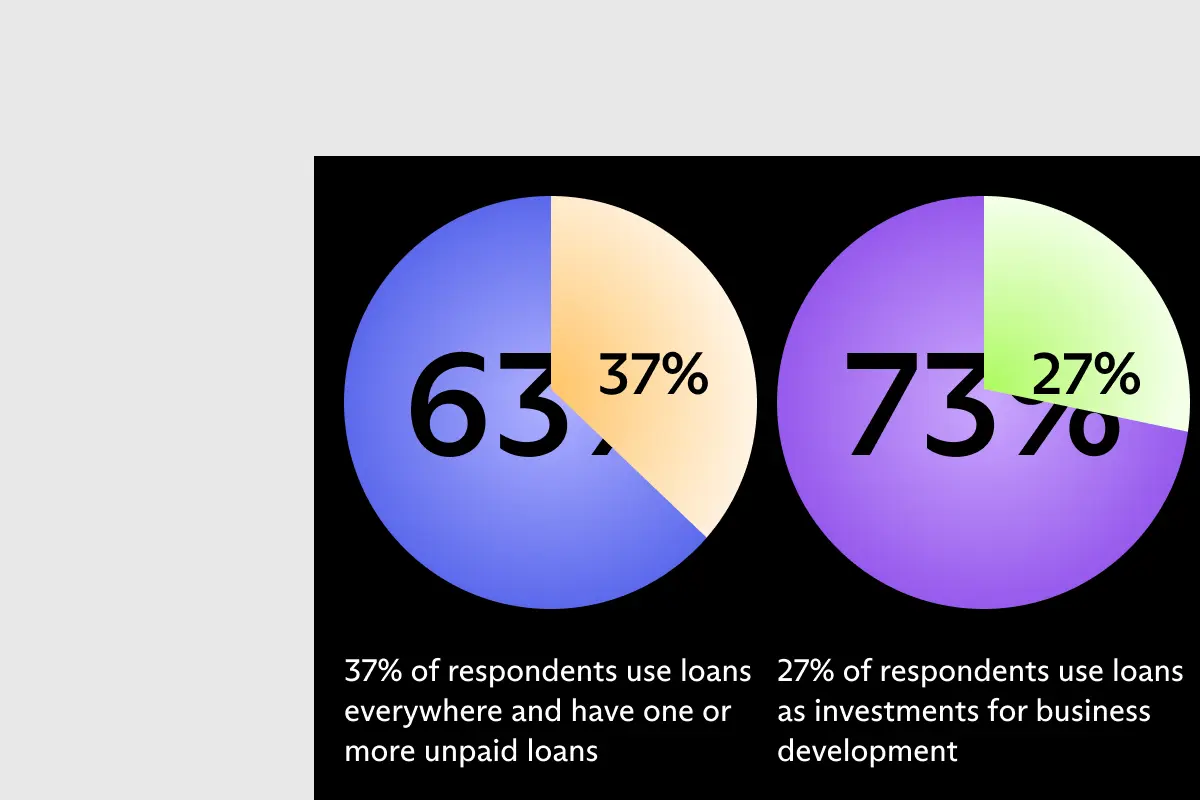 63%
37%
73%
27%
37% of respondents use loans
everywhere and have one or
more unpaid loans
27% of respondents use loans
as investments for business
development